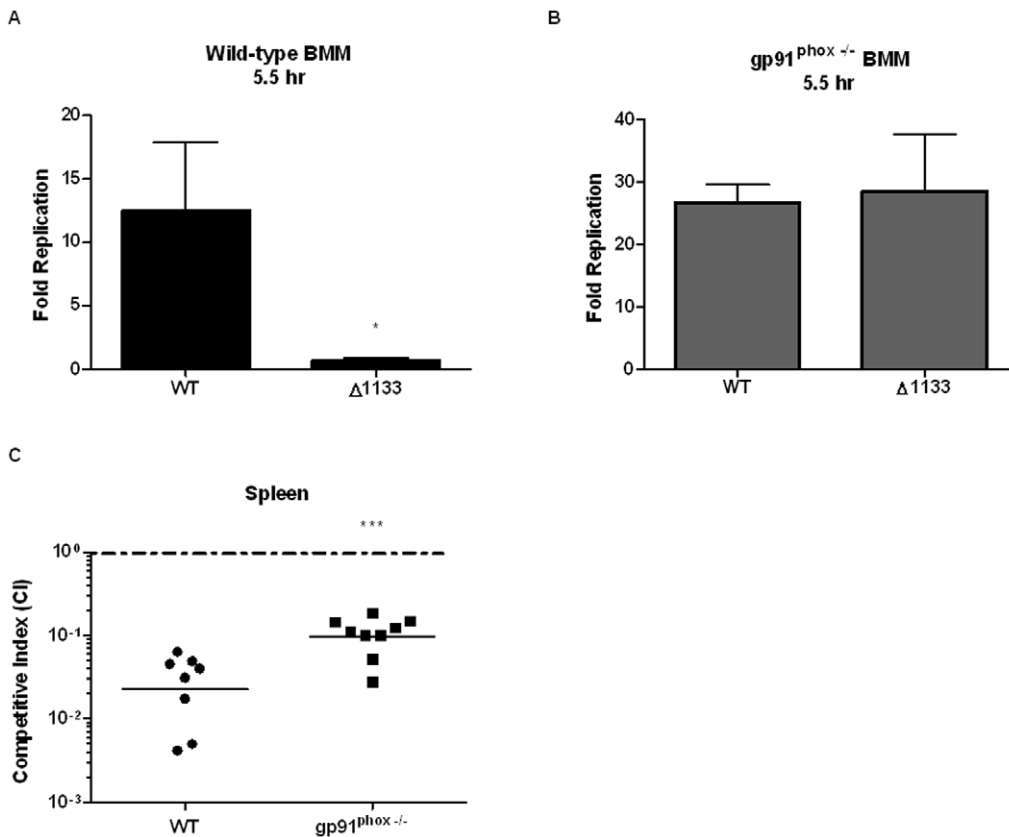 A
Wild-type BMM
5.5 hr
Fold Replication
20
15
10
5
0
*
WT
Δ1133
B
gp91phox -/- BMM
5.5 hr
Fold Replication
40
30
20
10
0
WT
Δ1133
C
Spleen
***
Competitive Index (CI)
10⁰
10⁻¹
10⁻²
10⁻³
WT
gp91phox -/-